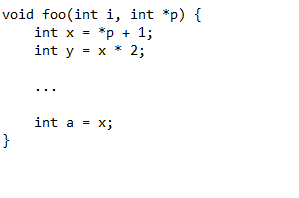 void foo(int i, int *p) {
    int x = *p + 1;
    int y = x * 2;

    ...

    int a = x;
}